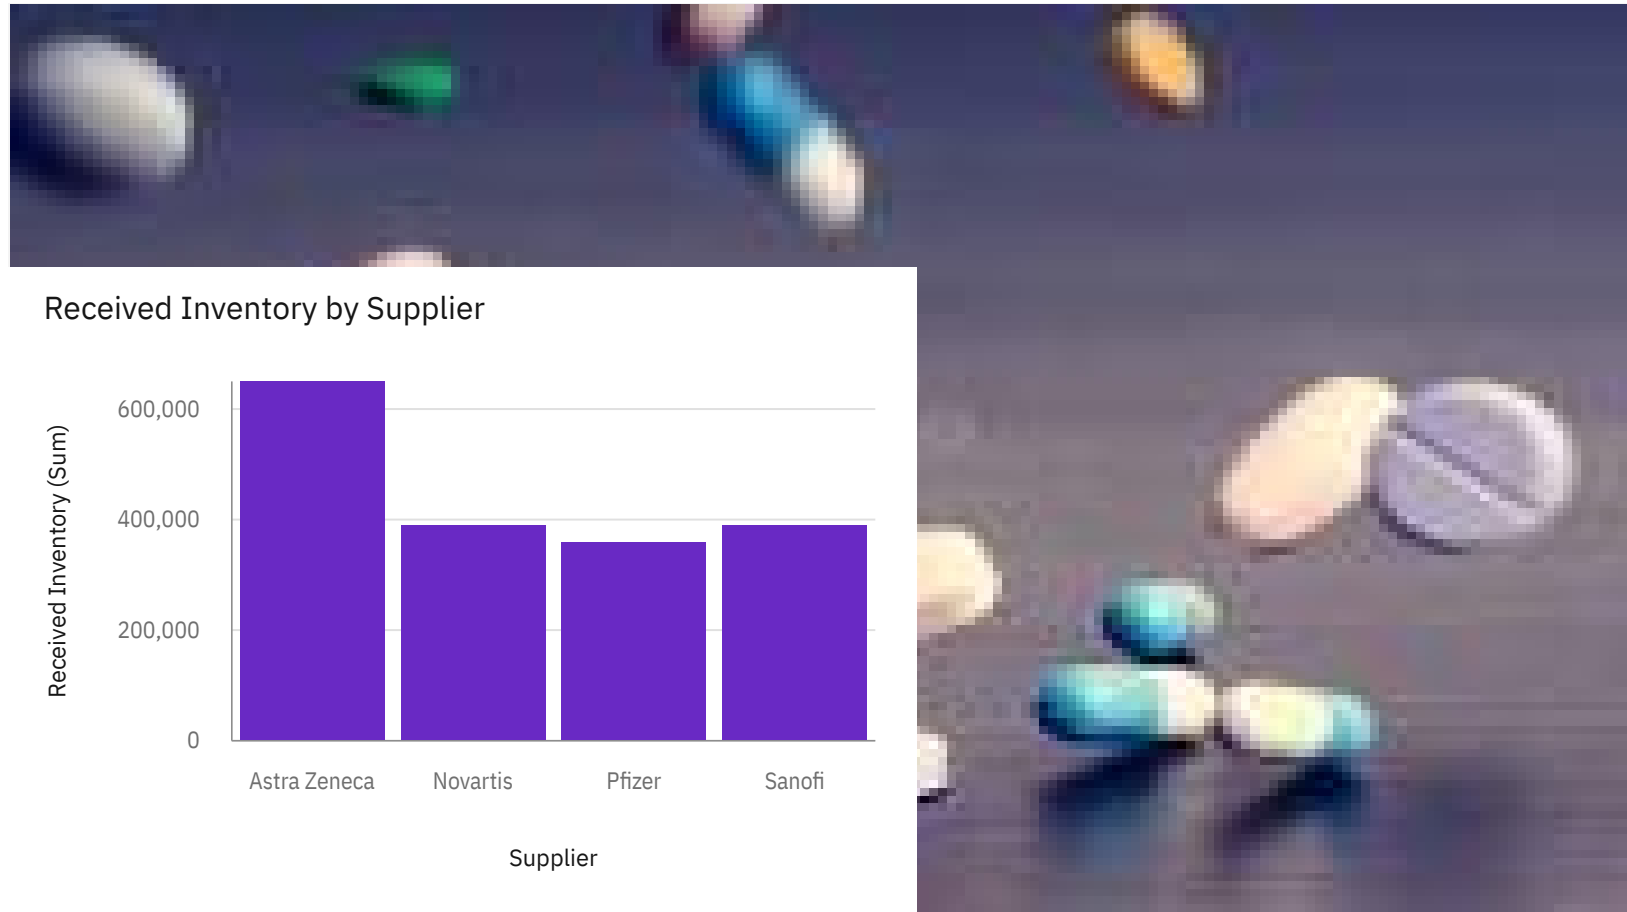 Received Inventory by Supplier
Received Inventory (Sum)
600,000
400,000
200,000
0
Astra Zeneca
Novartis
Pfizer
Sanofi
Supplier